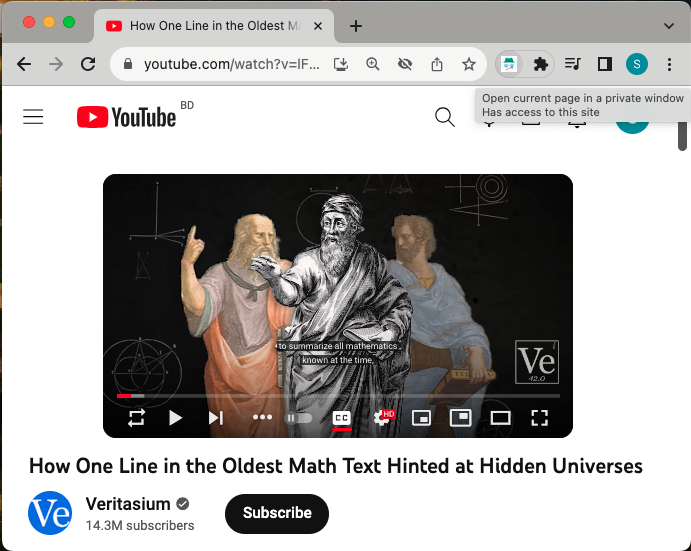 How One Line in the Oldest Ma
youtube.com/watch?v=lF...
S
Open current page in a private window
Has access to this site
YouTube
BD
to summarize all mathematics
known at the time,
Ve
42.0
CC
HD
How One Line in the Oldest Math Text Hinted at Hidden Universes
Ve
Veritasium
14.3M subscribers
Subscribe